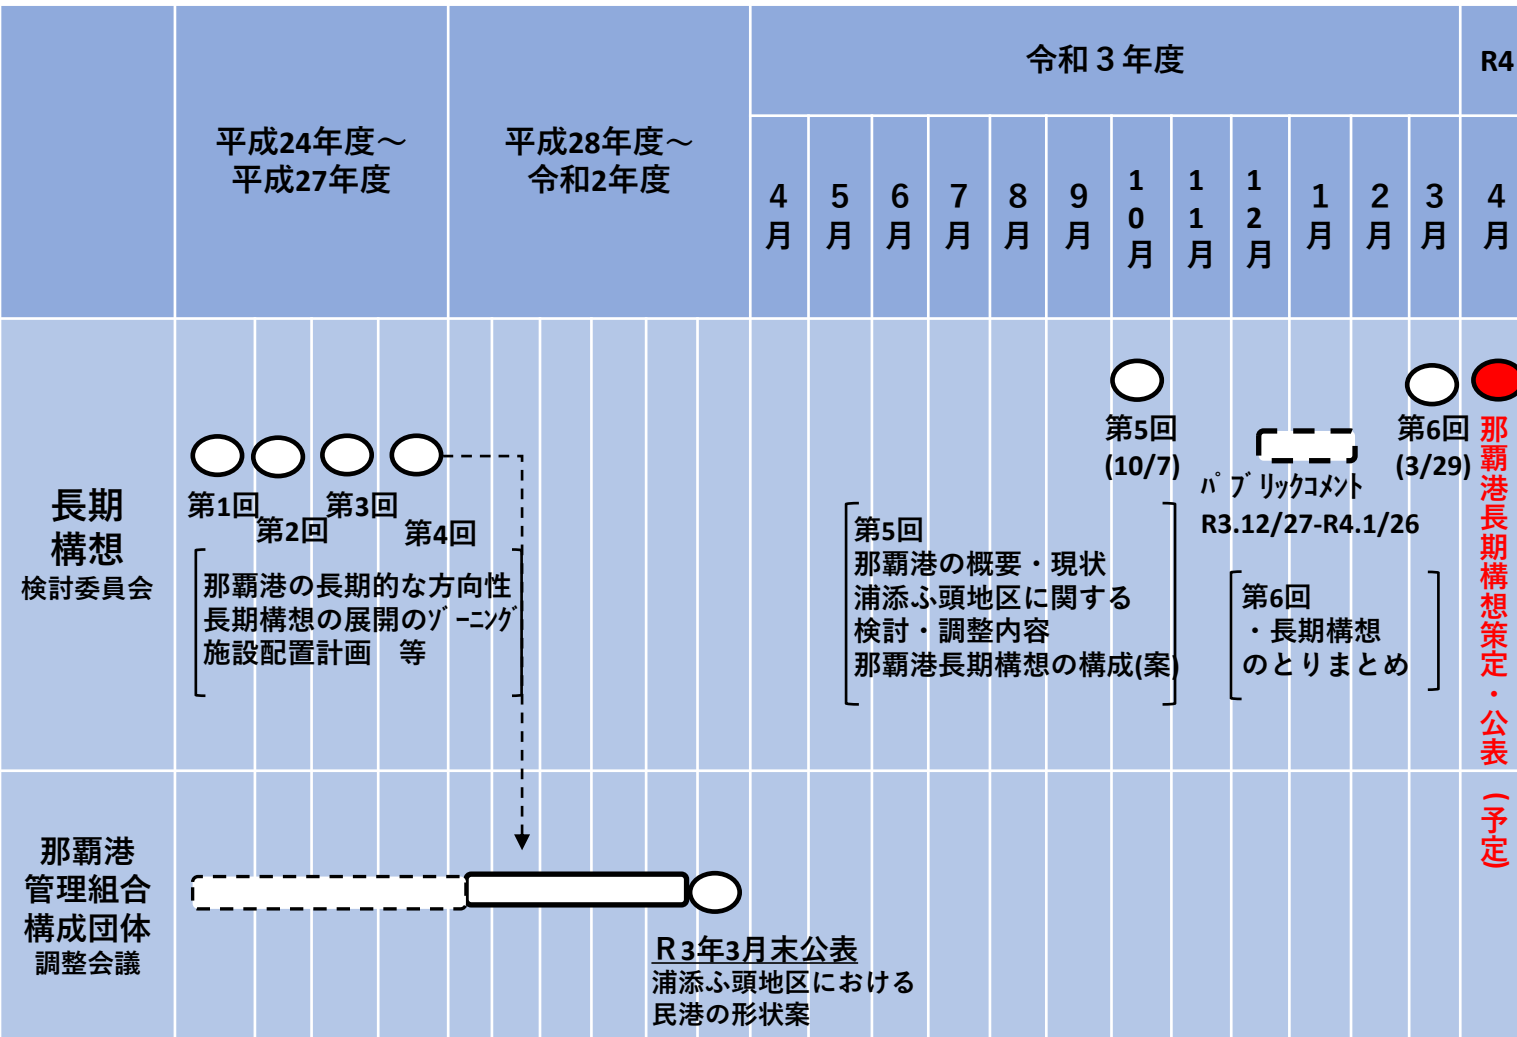 令和３年度
R4
平成24年度～
平成27年度
平成28年度～
令和2年度
4月
5月
6月
7月
8月
9月
10月
11月
12月
1月
2月
3月
4月
長期
構想
検討委員会
第1回
第2回
第3回
第4回
那覇港の長期的な方向性
長期構想の展開のｿﾞｰﾆﾝｸﾞ
施設配置計画　等
第5回
(10/7)
第5回
那覇港の概要・現状
浦添ふ頭地区に関する
検討・調整内容
那覇港長期構想の構成(案)
ﾊﾟﾌﾞﾘｯｸｺﾒﾝﾄ
R3.12/27-R4.1/26
第6回
(3/29)
第6回
・長期構想
のとりまとめ
那覇港長期構想策定・公表（予定）
那覇港
管理組合
構成団体
調整会議
Ｒ3年3月末公表
浦添ふ頭地区における
民港の形状案